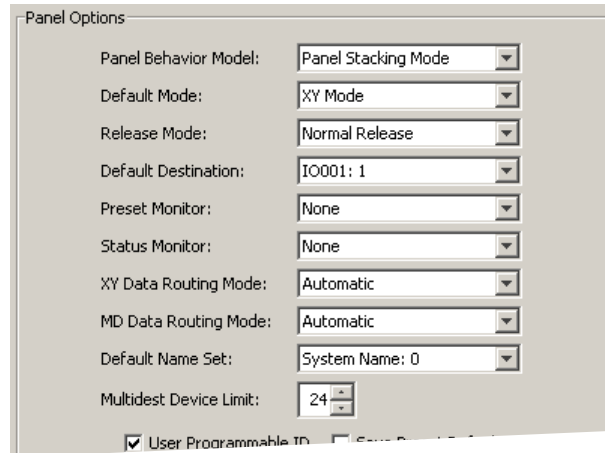 Panel Options
Panel Behavior Model: Panel Stacking Mode
Default Mode: XY Mode
Release Mode: Normal Release
Default Destination: IO001: 1
Preset Monitor: None
Status Monitor: None
XY Data Routing Mode: Automatic
MD Data Routing Mode: Automatic
Default Name Set: System Name: 0
Multidest Device Limit: 24
User Programmable ID